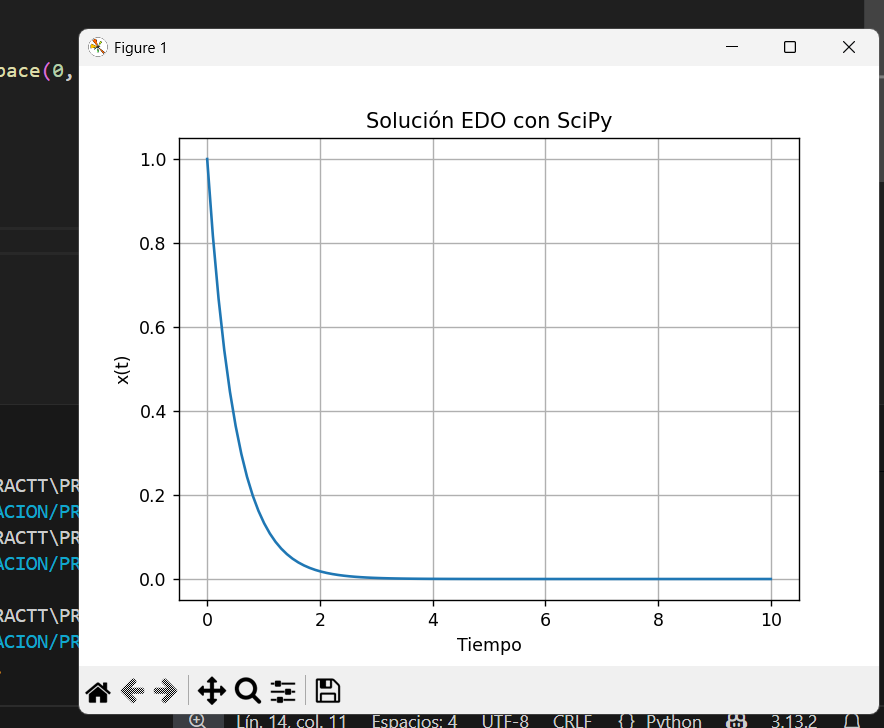 Figure 1
pace(0,
Solución EDO con SciPy
1.0
0.8
0.6
0.4
0.2
0.0
x(t)
0 2 4 6 8 10
Tiempo
RACTT\PR
ACION/PR
RACTT\PR
ACION/PR
RACTT\PR
ACION/PR
Lín. 14, col. 11 Espacios: 4 UTF-8 CRLF {} Python 3.13.2